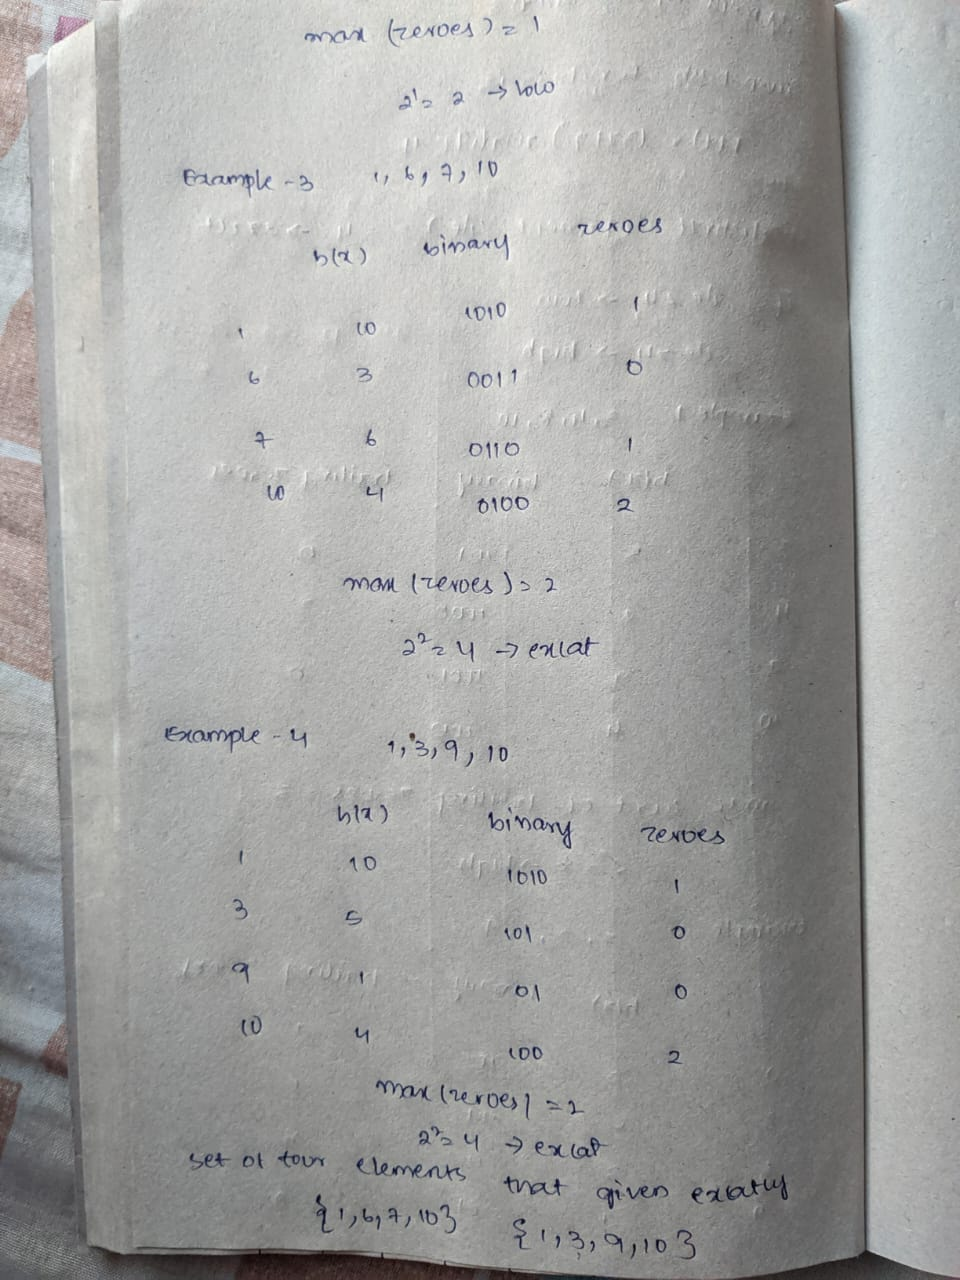 max (zeroes) = 1
2¹ = 2 → low
Example -3 1, 6, 7, 10
h(x) binary zeroes
1 10 1010 1
6 3 0011 0
7 6 0110 1
10 4 0100 2
max (zeroes) = 2
2² = 4 → excat
Example - 4 1, 3, 9, 10
h(x) binary zeroes
1 10 1010 1
3 5 101 0
9 1 01 0
10 4 100 2
max (zeroes) = 2
2² = 4 → excat
set of four elements that given exactly
{1, 6, 7, 10} {1, 3, 9, 10}